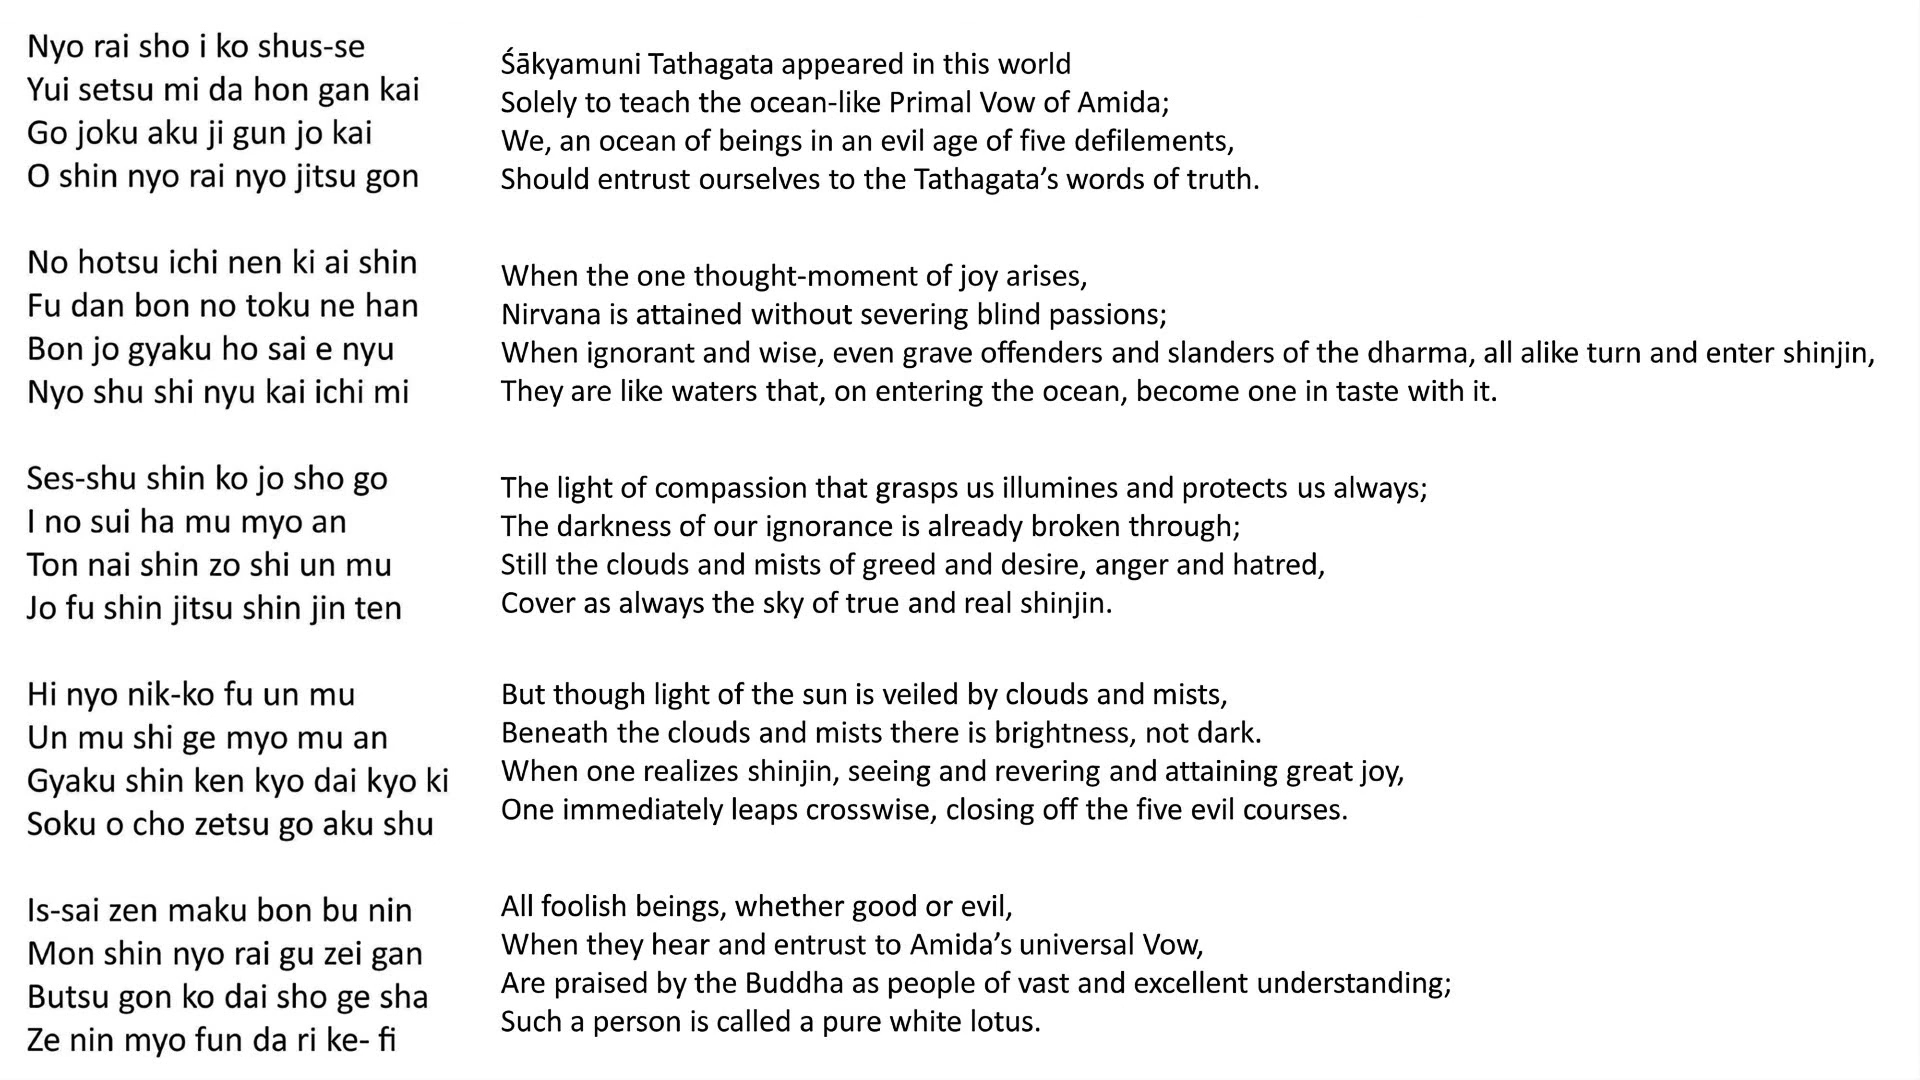 Nyo rai sho i ko shus-se
Yui setsu mi da hon gan kai
Go joku aku ji gun jo kai
O shin nyo rai nyo jitsu gon
Śākyamuni Tathagata appeared in this world
Solely to teach the ocean-like Primal Vow of Amida;
We, an ocean of beings in an evil age of five defilements,
Should entrust ourselves to the Tathagata’s words of truth.
No hotsu ichi nen ki ai shin
Fu dan bon no toku ne han
Bon jo gyaku ho sai e nyu
Nyo shu shi nyu kai ichi mi
When the one thought-moment of joy arises,
Nirvana is attained without severing blind passions;
When ignorant and wise, even grave offenders and slanders of the dharma, all alike turn and enter shinjin,
They are like waters that, on entering the ocean, become one in taste with it.
Ses-shu shin ko jo sho go
I no sui ha mu myo an
Ton nai shin zo shi un mu
Jo fu shin jitsu shin jin ten
The light of compassion that grasps us illumines and protects us always;
The darkness of our ignorance is already broken through;
Still the clouds and mists of greed and desire, anger and hatred,
Cover as always the sky of true and real shinjin.
Hi nyo nik-ko fu un mu
Un mu shi ge myo mu an
Gyaku shin ken kyo dai kyo ki
Soku o cho zetsu go aku shu
But though light of the sun is veiled by clouds and mists,
Beneath the clouds and mists there is brightness, not dark.
When one realizes shinjin, seeing and revering and attaining great joy,
One immediately leaps crosswise, closing off the five evil courses.
Is-sai zen maku bon bu nin
Mon shin nyo rai gu zei gan
Butsu gon ko dai sho ge sha
Ze nin myo fun da ri ke- fi
All foolish beings, whether good or evil,
When they hear and entrust to Amida’s universal Vow,
Are praised by the Buddha as people of vast and excellent understanding;
Such a person is called a pure white lotus.